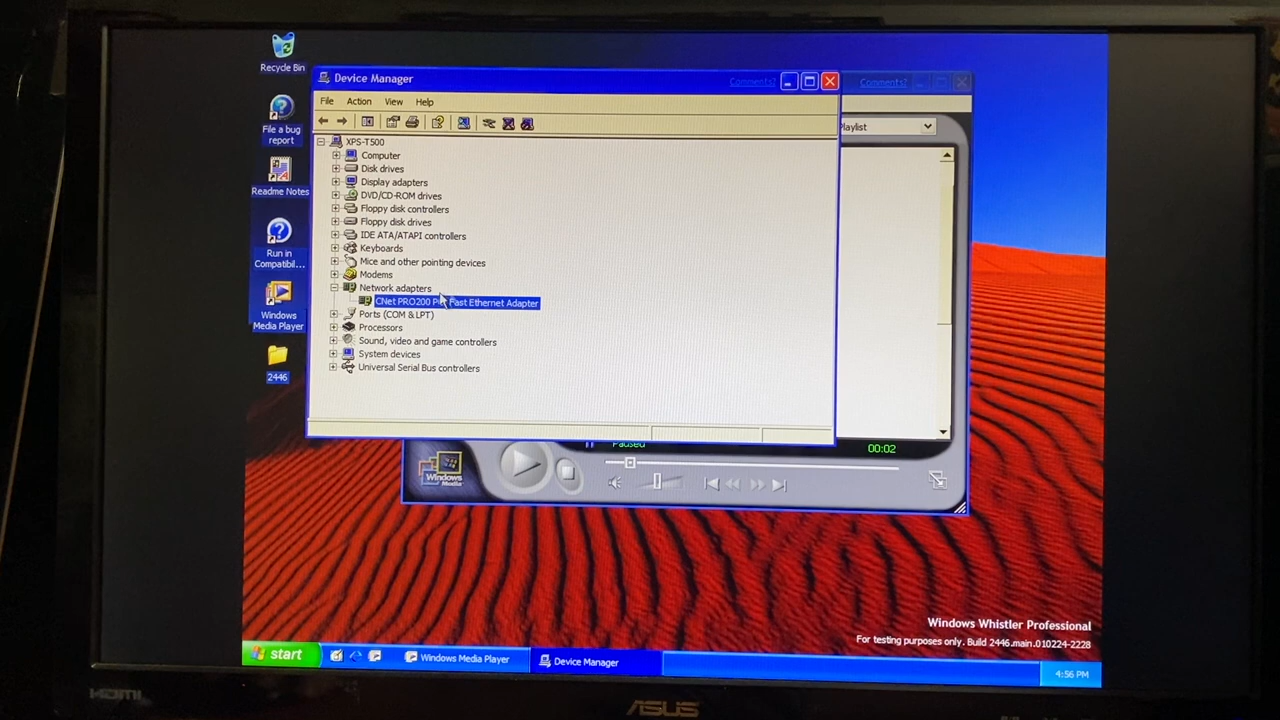 Recycle Bin
File a bug
report
Readme Notes
Run in
Compatibil...
Windows
Media Player
2446
Device Manager
Comments?
File Action View Help
XPS-T500
Computer
Disk drives
Display adapters
DVD/CD-ROM drives
Floppy disk controllers
Floppy disk drives
IDE ATA/ATAPI controllers
Keyboards
Mice and other pointing devices
Modems
Network adapters
CNet PRO200 Fast Ethernet Adapter
Ports (COM & LPT)
Processors
Sound, video and game controllers
System devices
Universal Serial Bus controllers
Comments?
Paused
00:02
Windows
Media
Windows Whistler Professional
For testing purposes only. Build 2446.main.010224-2228
start
Windows Media Player
Device Manager
4:56 PM
HDMI
ASUS